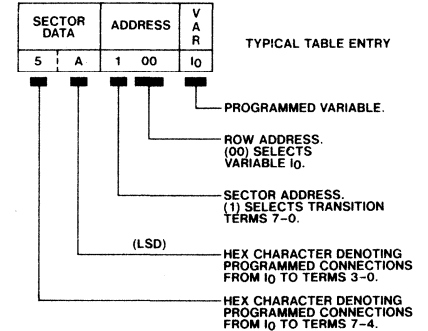 SECTOR DATA
ADDRESS
VAR
TYPICAL TABLE ENTRY
5 A 1 00 I0
PROGRAMMED VARIABLE.
ROW ADDRESS.
(00) SELECTS
VARIABLE I0.
SECTOR ADDRESS.
(1) SELECTS TRANSITION
TERMS 7-0.
(LSD)
HEX CHARACTER DENOTING
PROGRAMMED CONNECTIONS
FROM I0 TO TERMS 3-0.
HEX CHARACTER DENOTING
PROGRAMMED CONNECTIONS
FROM I0 TO TERMS 7-4.